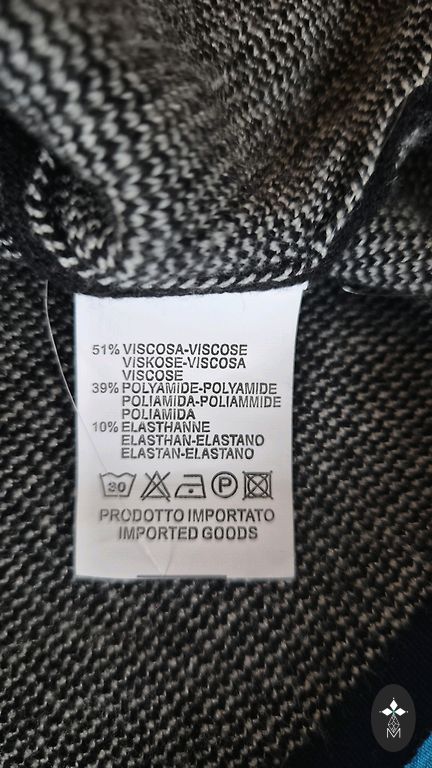 51% VISCOSA-VISCOSE
VISKOSE-VISCOSA
VISCOSE
39% POLYAMIDE-POLYAMIDE
POLIAMIDA-POLIAMMIDE
POLIAMIDA
10% ELASTHANNE
ELASTHAN-ELASTANO
ELASTAN-ELASTANO
30 P
PRODOTTO IMPORTATO
IMPORTED GOODS
M